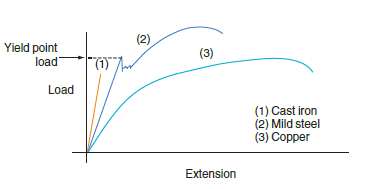 (2)
Yield point
load
(3)
(1)
Load
(1) Cast iron
(2) Mild steel
(3) Copper
Extension